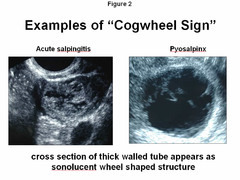 Figure 2
Examples of “Cogwheel Sign”
Acute salpingitis
Pyosalpinx
cross section of thick walled tube appears as
sonolucent wheel shaped structure